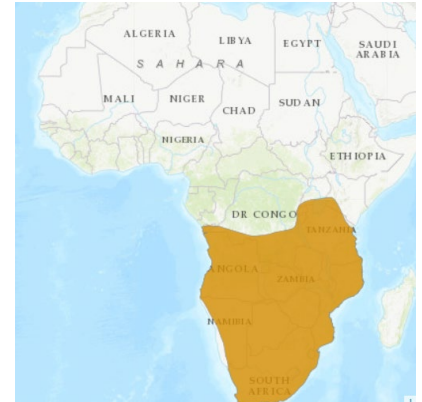 ALGERIA
LIBYA
EGYPT
SAUDI
ARABIA
SAHARA
MALI
NIGER
CHAD
SUDAN
NIGERIA
ETHIOPIA
DR CONGO
TANZANIA
ANGOLA
ZAMBIA
NAMIBIA
SOUTH
AFRICA